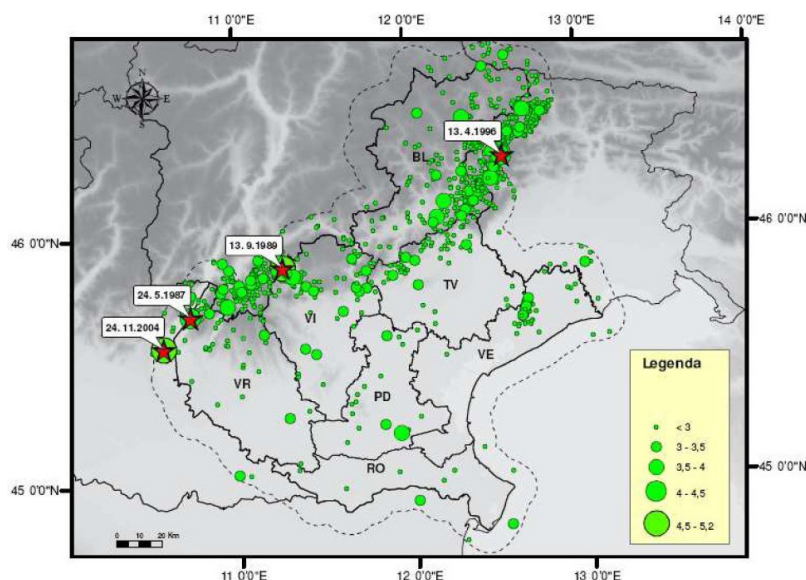 11 0'0"E 12 0'0"E 13 0'0"E 14 0'0"E
N
W E
S
13. 4.1996
BL
46 0'0"N
46 0'0"N
13. 9.1989
24. 5.1987
24. 11.2004
TV
VI
VE
VR
PD
RO
Legenda
< 3
3 - 3,5
3,5 - 4
4 - 4,5
4,5 - 5,2
45 0'0"N
45 0'0"N
0 10 20 Km
11 0'0"E 12 0'0"E 13 0'0"E